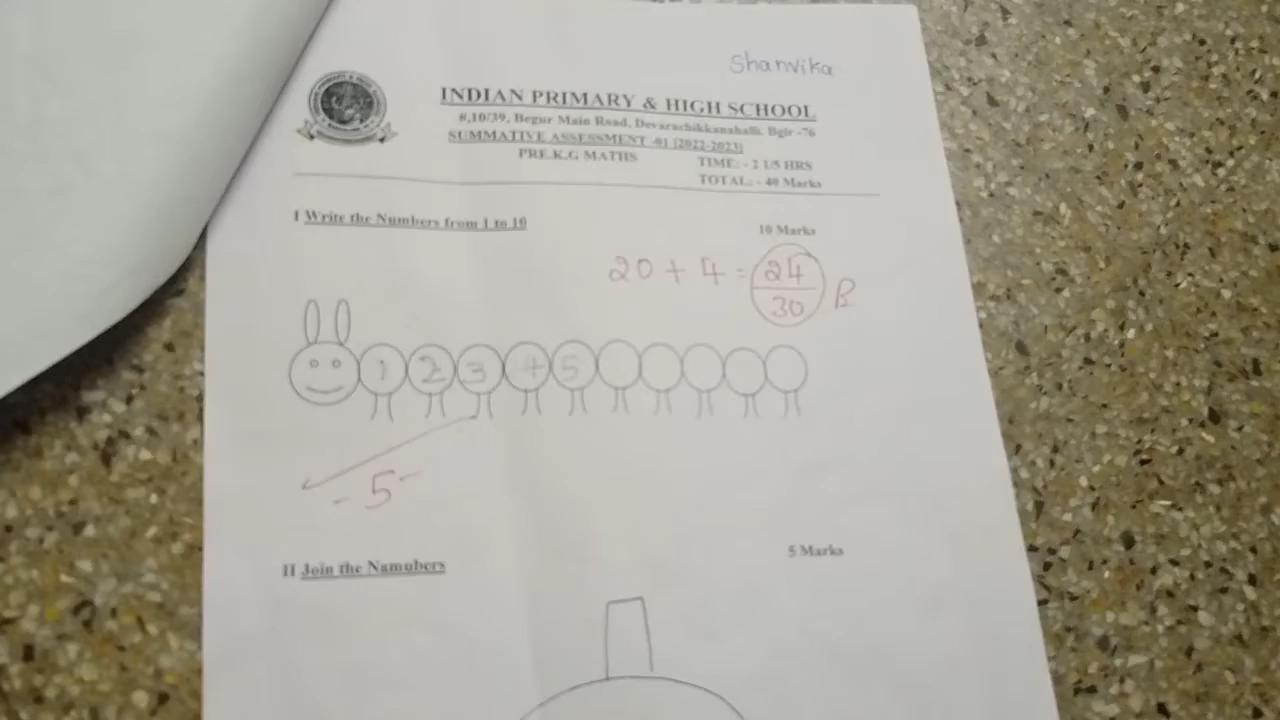 Shanvika
INDIAN PRIMARY & HIGH SCHOOL
#,10/39, Begur Main Road, Devarachikkanahalli, Bglr -76
SUMMATIVE ASSESSMENT -01 (2022-2023)
PRE.K.G MATHS TIME: - 2 1/5 HRS
TOTAL: - 40 Marks
I Write the Numbers from 1 to 10 10 Marks
20 + 4 = 24/30 B
1 2 3 4 5
- 5 -
II Join the Namubers 5 Marks